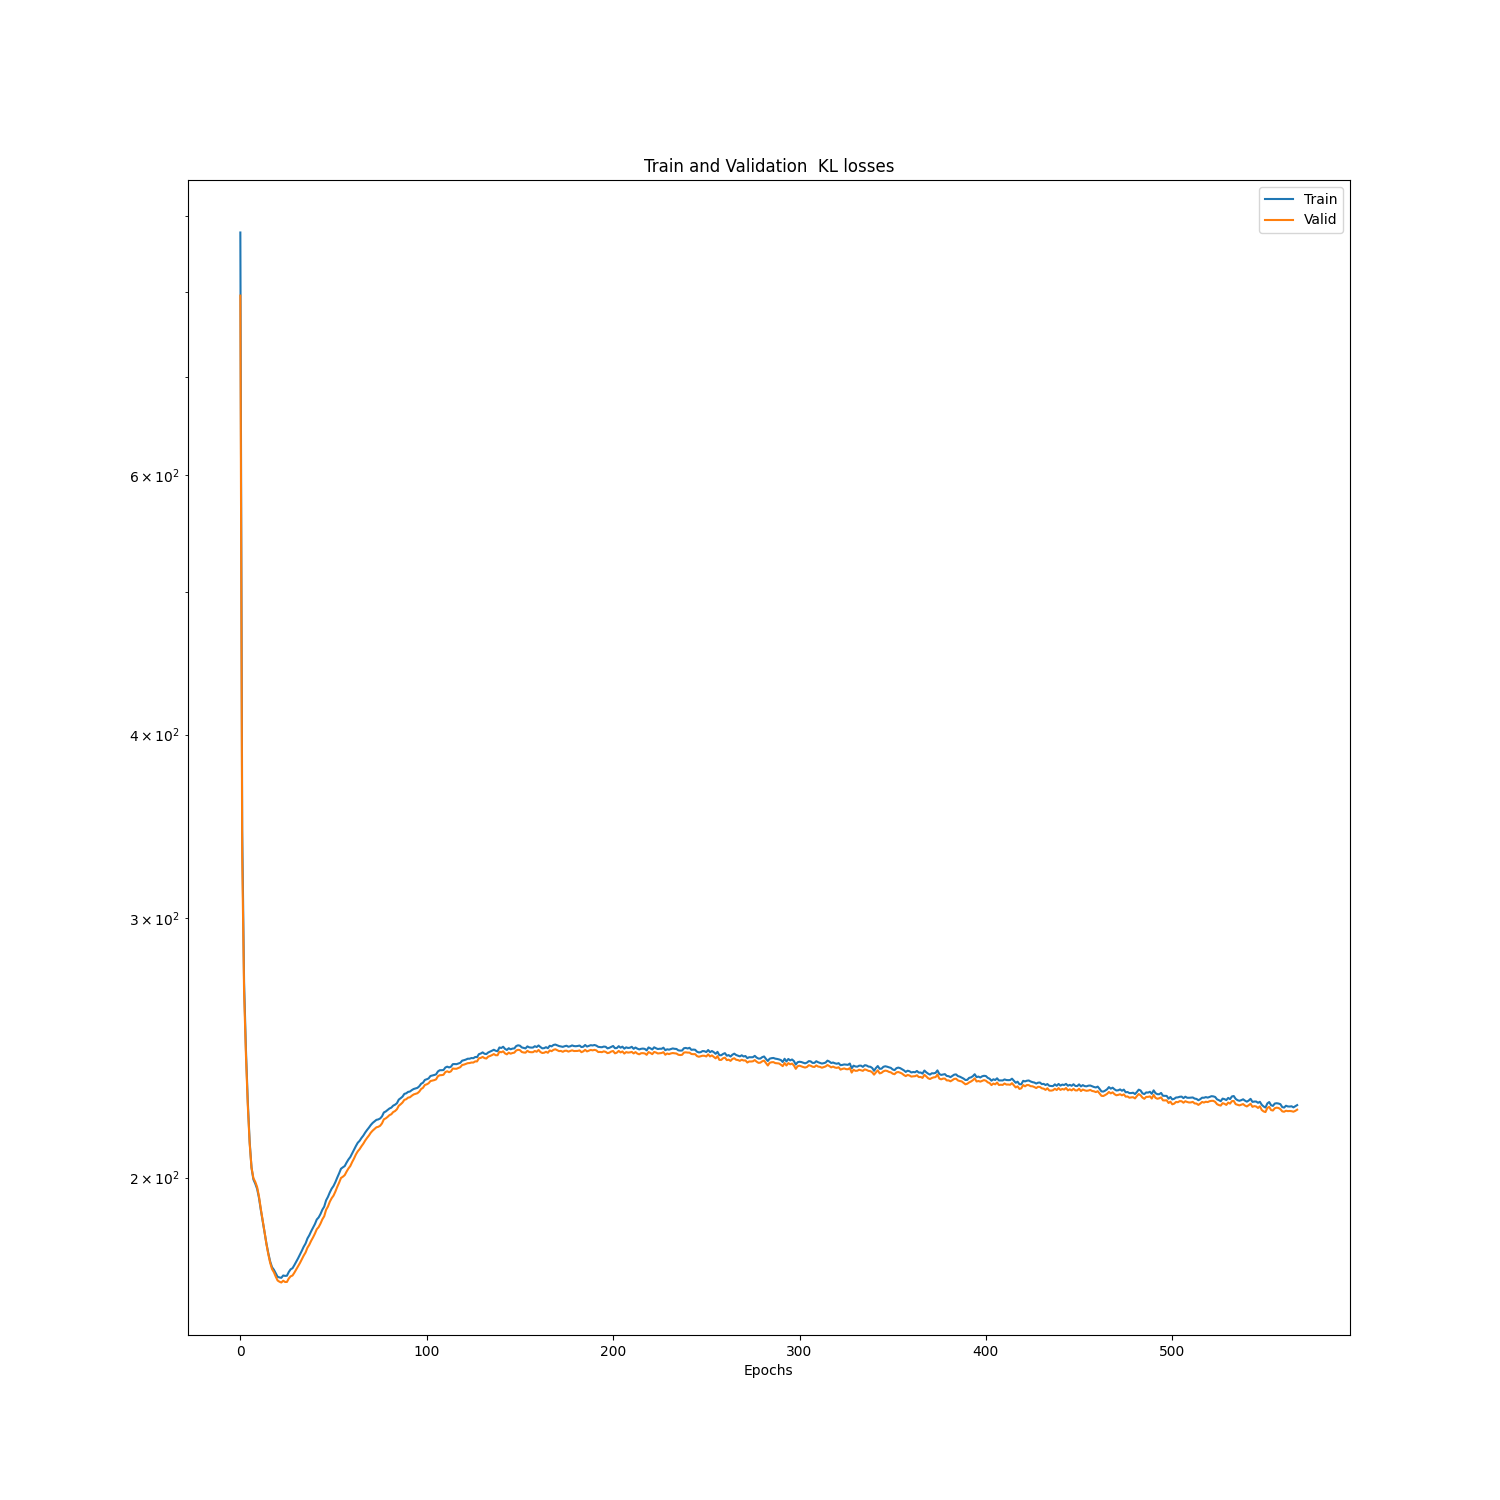 Train and Validation  KL losses
Train
Valid
6 × 10²
4 × 10²
3 × 10²
2 × 10²
0 100 200 300 400 500
Epochs